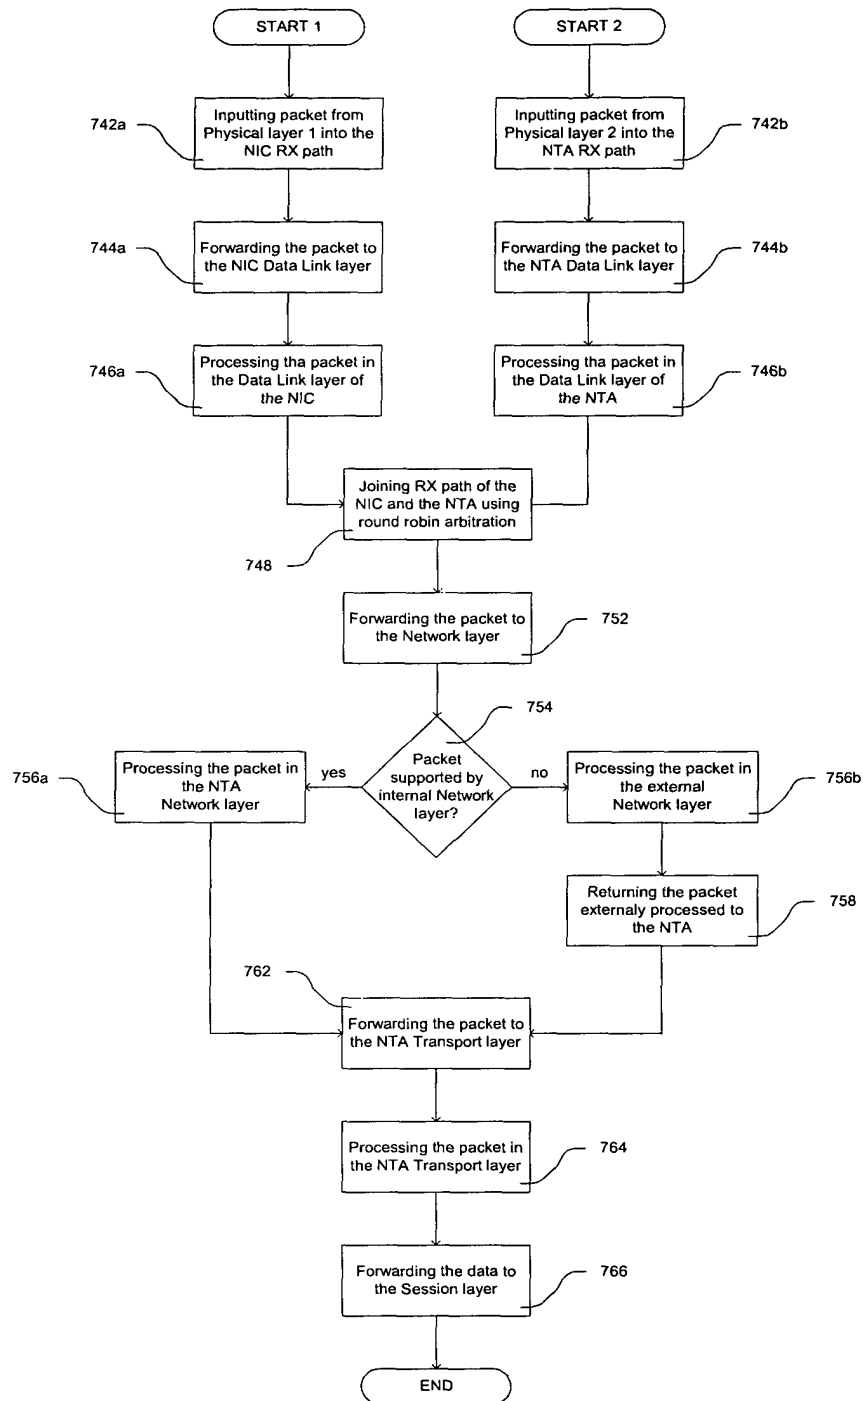 START 1
START 2
742a
Inputting packet from
Physical layer 1 into the
NIC RX path
Inputting packet from
Physical layer 2 into the
NTA RX path
742b
744a
Forwarding the packet to
the NIC Data Link layer
Forwarding the packet to
the NTA Data Link layer
744b
746a
Processing tha packet in
the Data Link layer of
the NIC
Processing tha packet in
the Data Link layer of
the NTA
746b
Joining RX path of the
NIC and the NTA using
round robin arbitration
748
Forwarding the packet to
the Network layer
752
754
Packet
supported by
internal Network
layer?
yes
no
756a
Processing the packet in
the NTA
Network layer
Processing the packet in
the external
Network layer
756b
Returning the packet
externaly processed to
the NTA
758
762
Forwarding the packet to
the NTA Transport layer
Processing the packet in
the NTA Transport layer
764
Forwarding the data to
the Session layer
766
END